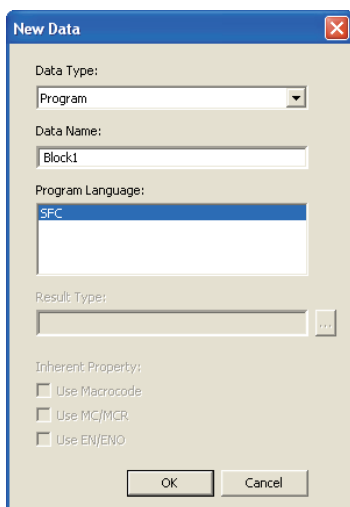 New Data
Data Type:
Program
Data Name:
Block1
Program Language:
SFC
Result Type:
...
Inherent Property:
Use Macrocode
Use MC/MCR
Use EN/ENO
OK Cancel